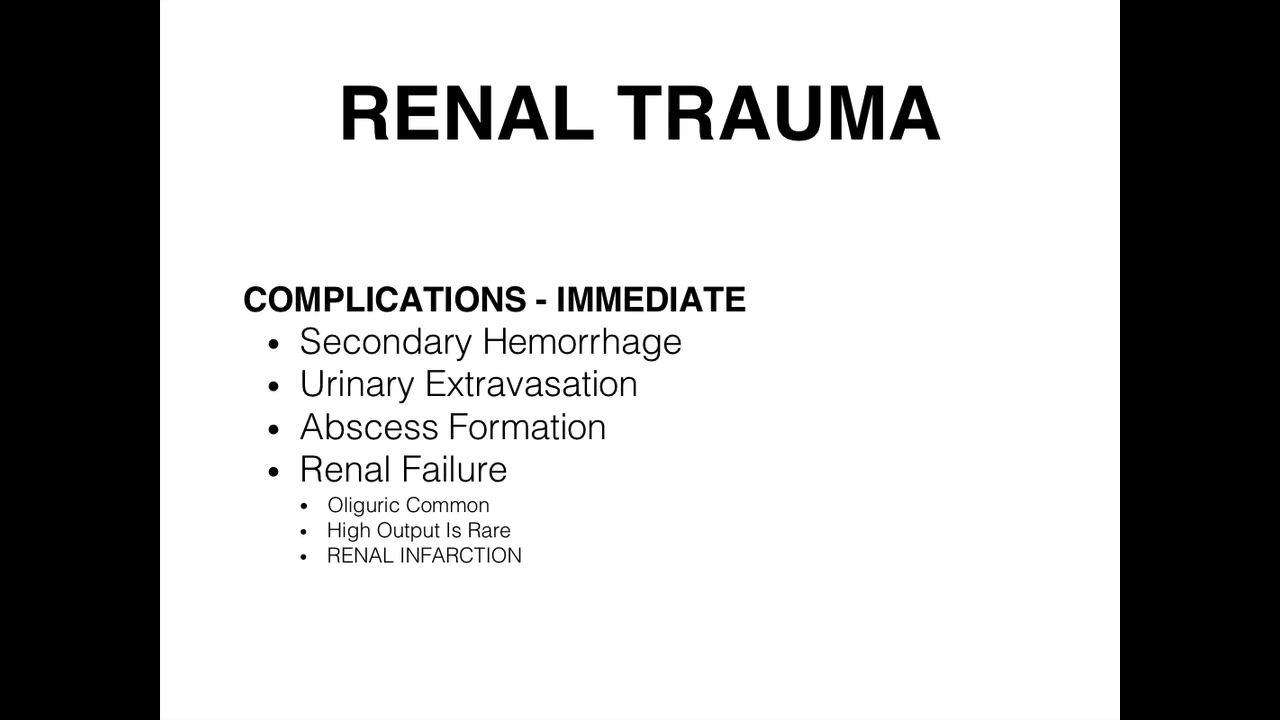 RENAL TRAUMA
COMPLICATIONS - IMMEDIATE
• Secondary Hemorrhage
• Urinary Extravasation
• Abscess Formation
• Renal Failure
• Oliguric Common
• High Output Is Rare
• RENAL INFARCTION